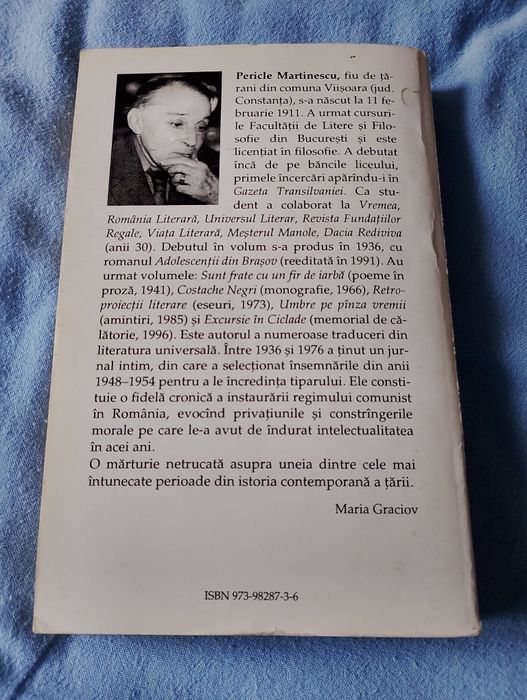 Pericle Martinescu, fiu de ță-
rani din comuna Viișoara (jud.
Constanța), s-a născut la 11 fe-
bruarie 1911. A urmat cursuri-
le Facultății de Litere și Filo-
sofie din București și este
licențiat în filosofie. A debutat
încă de pe băncile liceului,
primele încercări apărîndu-i în
Gazeta Transilvaniei. Ca stu-
dent a colaborat la Vremea,
România Literară, Universul Literar, Revista Fundațiilor
Regale, Viața Literară, Meșterul Manole, Dacia Rediviva
(anii 30). Debutul în volum s-a produs în 1936, cu
romanul Adolescenții din Brașov (reeditată în 1991). Au
urmat volumele: Sunt frate cu un fir de iarbă (poeme în
proză, 1941), Costache Negri (monografie, 1966), Retro-
proiecții literare (eseuri, 1973), Umbre pe pînza vremii
(amintiri, 1985) și Excursie în Ciclade (memorial de că-
lătorie, 1996). Este autorul a numeroase traduceri din
literatura universală. Între 1936 și 1976 a ținut un jur-
nal intim, din care a selecționat însemnările din anii
1948–1954 pentru a le încredința tiparului. Ele consti-
tuie o fidelă cronică a instaurării regimului comunist
în România, evocînd privațiunile și constrîngerile
morale pe care le-a avut de îndurat intelectualitatea
în acei ani.
O mărturie netrucată asupra uneia dintre cele mai
întunecate perioade din istoria contemporană a țării.
Maria Graciov
ISBN 973-98287-3-6